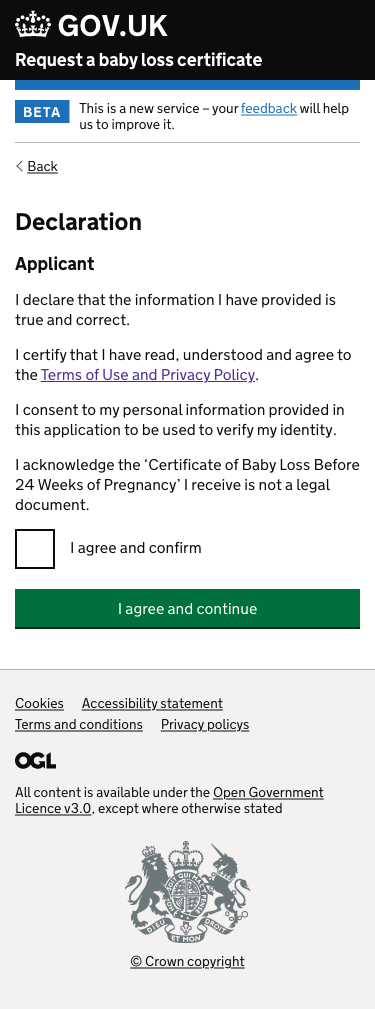 GOV.UK
Request a baby loss certificate
BETA
This is a new service – your feedback will help
us to improve it.
Back
Declaration
Applicant
I declare that the information I have provided is
true and correct.
I certify that I have read, understood and agree to
the Terms of Use and Privacy Policy.
I consent to my personal information provided in
this application to be used to verify my identity.
I acknowledge the ‘Certificate of Baby Loss Before
24 Weeks of Pregnancy’ I receive is not a legal
document.
I agree and confirm
I agree and continue
Cookies Accessibility statement
Terms and conditions Privacy policys
OGL
All content is available under the Open Government
Licence v3.0, except where otherwise stated
DIEU ET MON
© Crown copyright